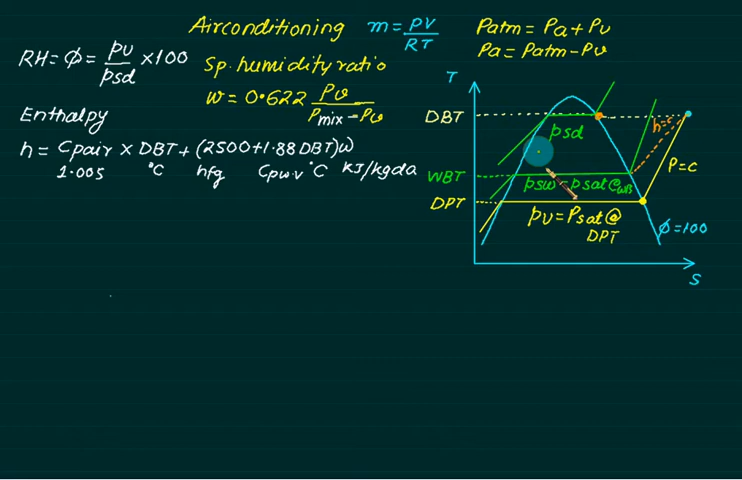 Airconditioning
m = PV/RT
Patm = Pa + Pv
Pa = Patm - Pv
RH = φ = pv/psd × 100
Sp. humidity ratio
w = 0.622 Pv/(Pmix - Pv)
Enthalpy
h = Cpair × DBT + (2500 + 1.88 DBT) w
1.005 °C hfg Cpwv °C KJ/kgda
T
DBT
psd
h=c
WBT
psw = psat@WB
P=C
DPT
pv = Psat@
DPT
φ=100
S